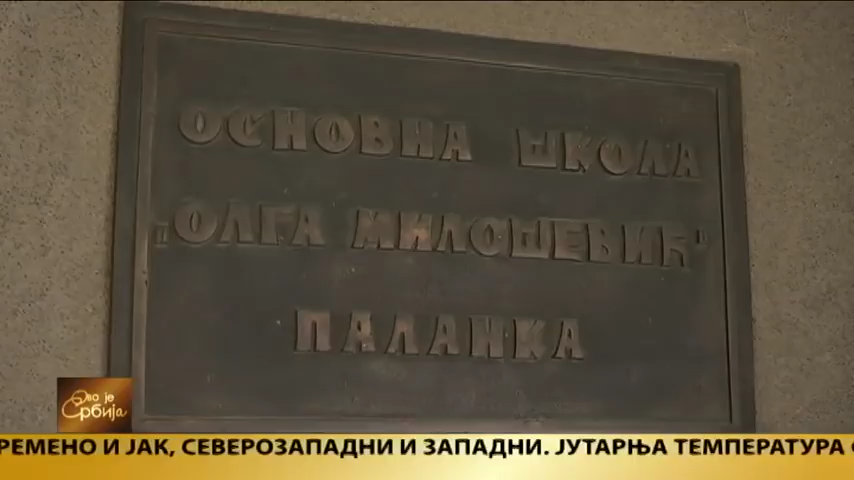 ОСНОВНА ШКОЛА
"ОЛГА МИЛОШЕВИЋ"
ПАЛАНКА
Ово је
Србија
РЕМЕНО И ЈАК, СЕВЕРОЗАПАДНИ И ЗАПАДНИ. ЈУТАРЊА ТЕМПЕРАТУРА